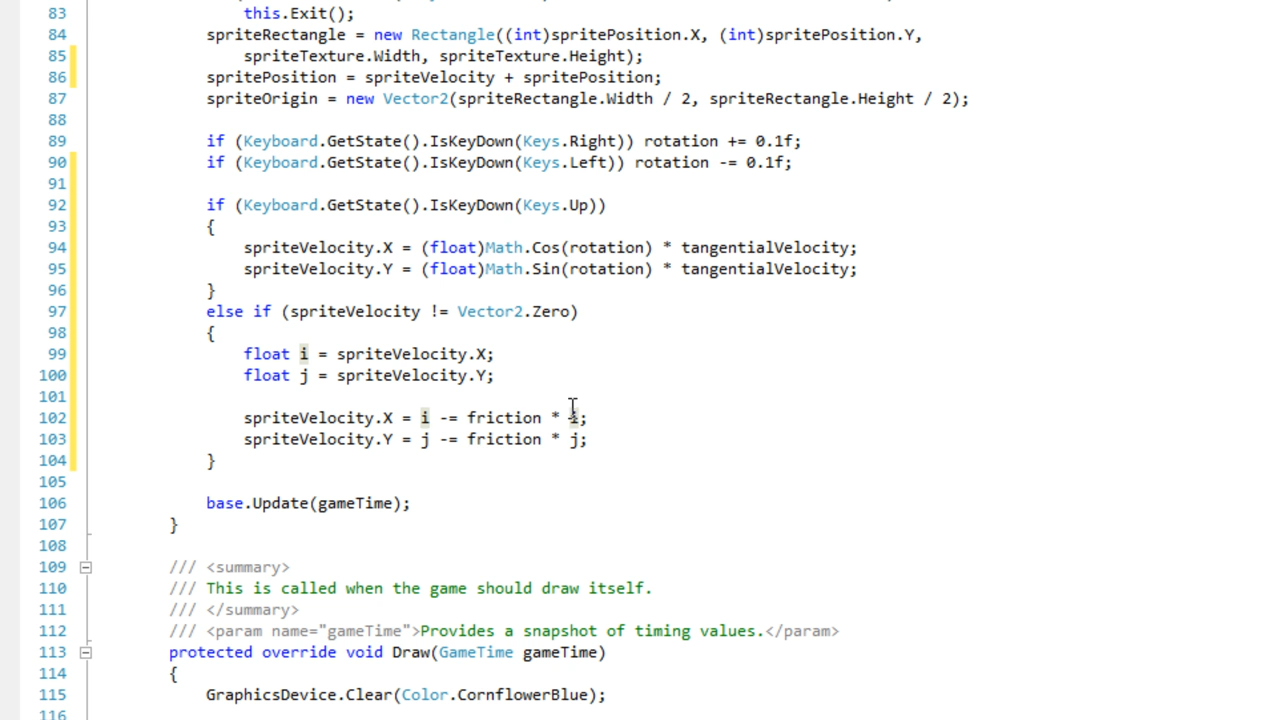 83 this.Exit();
84 spriteRectangle = new Rectangle((int)spritePosition.X, (int)spritePosition.Y,
85 spriteTexture.Width, spriteTexture.Height);
86 spritePosition = spriteVelocity + spritePosition;
87 spriteOrigin = new Vector2(spriteRectangle.Width / 2, spriteRectangle.Height / 2);
88
89 if (Keyboard.GetState().IsKeyDown(Keys.Right)) rotation += 0.1f;
90 if (Keyboard.GetState().IsKeyDown(Keys.Left)) rotation -= 0.1f;
91
92 if (Keyboard.GetState().IsKeyDown(Keys.Up))
93 {
94 spriteVelocity.X = (float)Math.Cos(rotation) * tangentialVelocity;
95 spriteVelocity.Y = (float)Math.Sin(rotation) * tangentialVelocity;
96 }
97 else if (spriteVelocity != Vector2.Zero)
98 {
99 float i = spriteVelocity.X;
100 float j = spriteVelocity.Y;
101
102 spriteVelocity.X = i -= friction * i;
103 spriteVelocity.Y = j -= friction * j;
104 }
105
106 base.Update(gameTime);
107 }
108
109 /// <summary>
110 /// This is called when the game should draw itself.
111 /// </summary>
112 /// <param name="gameTime">Provides a snapshot of timing values.</param>
113 protected override void Draw(GameTime gameTime)
114 {
115 GraphicsDevice.Clear(Color.CornflowerBlue);
116